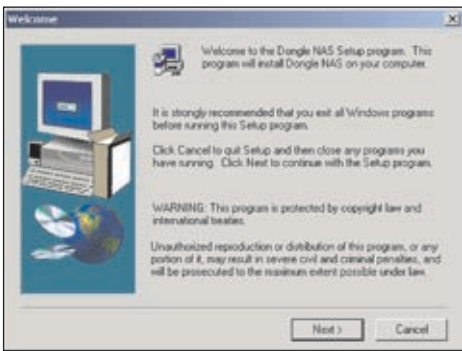 Welcome
Welcome to the Dongle NAS Setup program. This
program will install Dongle NAS on your computer.
It is strongly recommended that you exit all Windows programs
before running this Setup program.
Click Cancel to quit Setup and then close any programs you
have running. Click Next to continue with the Setup program.
WARNING: This program is protected by copyright law and
international treaties.
Unauthorized reproduction or distribution of this program, or any
portion of it, may result in severe civil and criminal penalties, and
will be prosecuted to the maximum extent possible under law.
Next >
Cancel